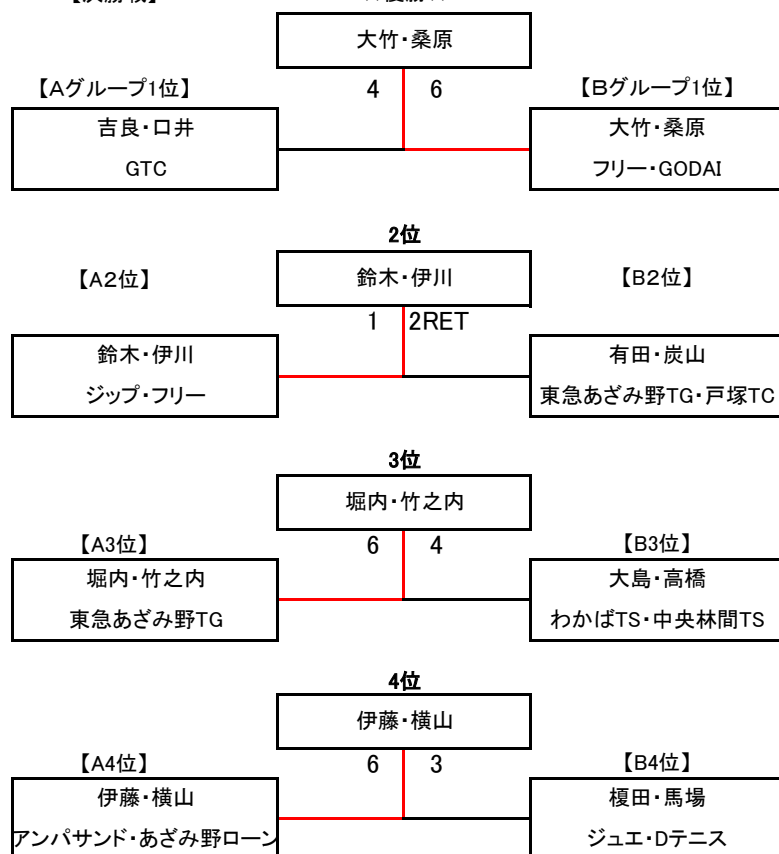 大竹・桑原
【Aグループ1位】 4 6 【Bグループ1位】
吉良・口井 大竹・桑原
GTC フリー・GODAI
2位
【A2位】 鈴木・伊川 【B2位】
1 2RET
鈴木・伊川 有田・炭山
ジップ・フリー 東急あざみ野TG・戸塚TC
3位
堀内・竹之内
【A3位】 6 4 【B3位】
堀内・竹之内 大島・高橋
東急あざみ野TG わかばTS・中央林間TS
4位
伊藤・横山
【A4位】 6 3 【B4位】
伊藤・横山 榎田・馬場
アンパサンド・あざみ野ローン ジュエ・Dテニス